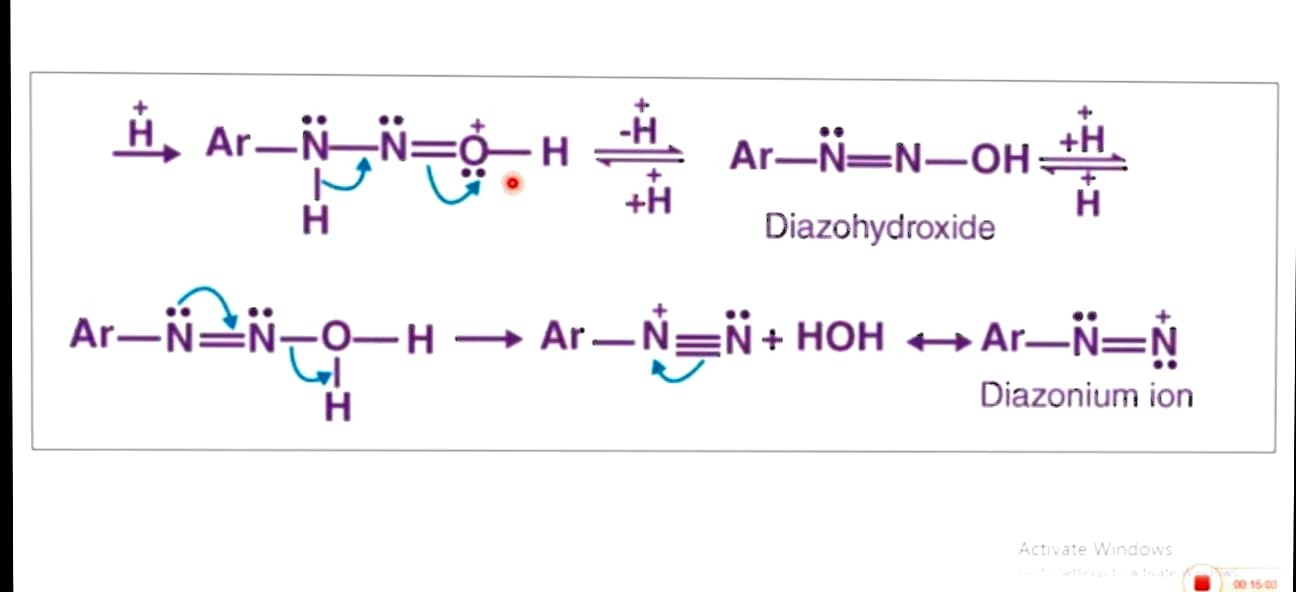 +
H Ar—N̈—N̈=O⁺—H -H⁺ +H⁺ Ar—N̈=N—OH +H⁺ H⁺
H
Diazohydroxide
Ar—N̈=N̈—O—H → Ar—N⁺≡N̈ + HOH ↔ Ar—N̈=N̈⁺
H
Diazonium ion
Activate Windows
00:15:03